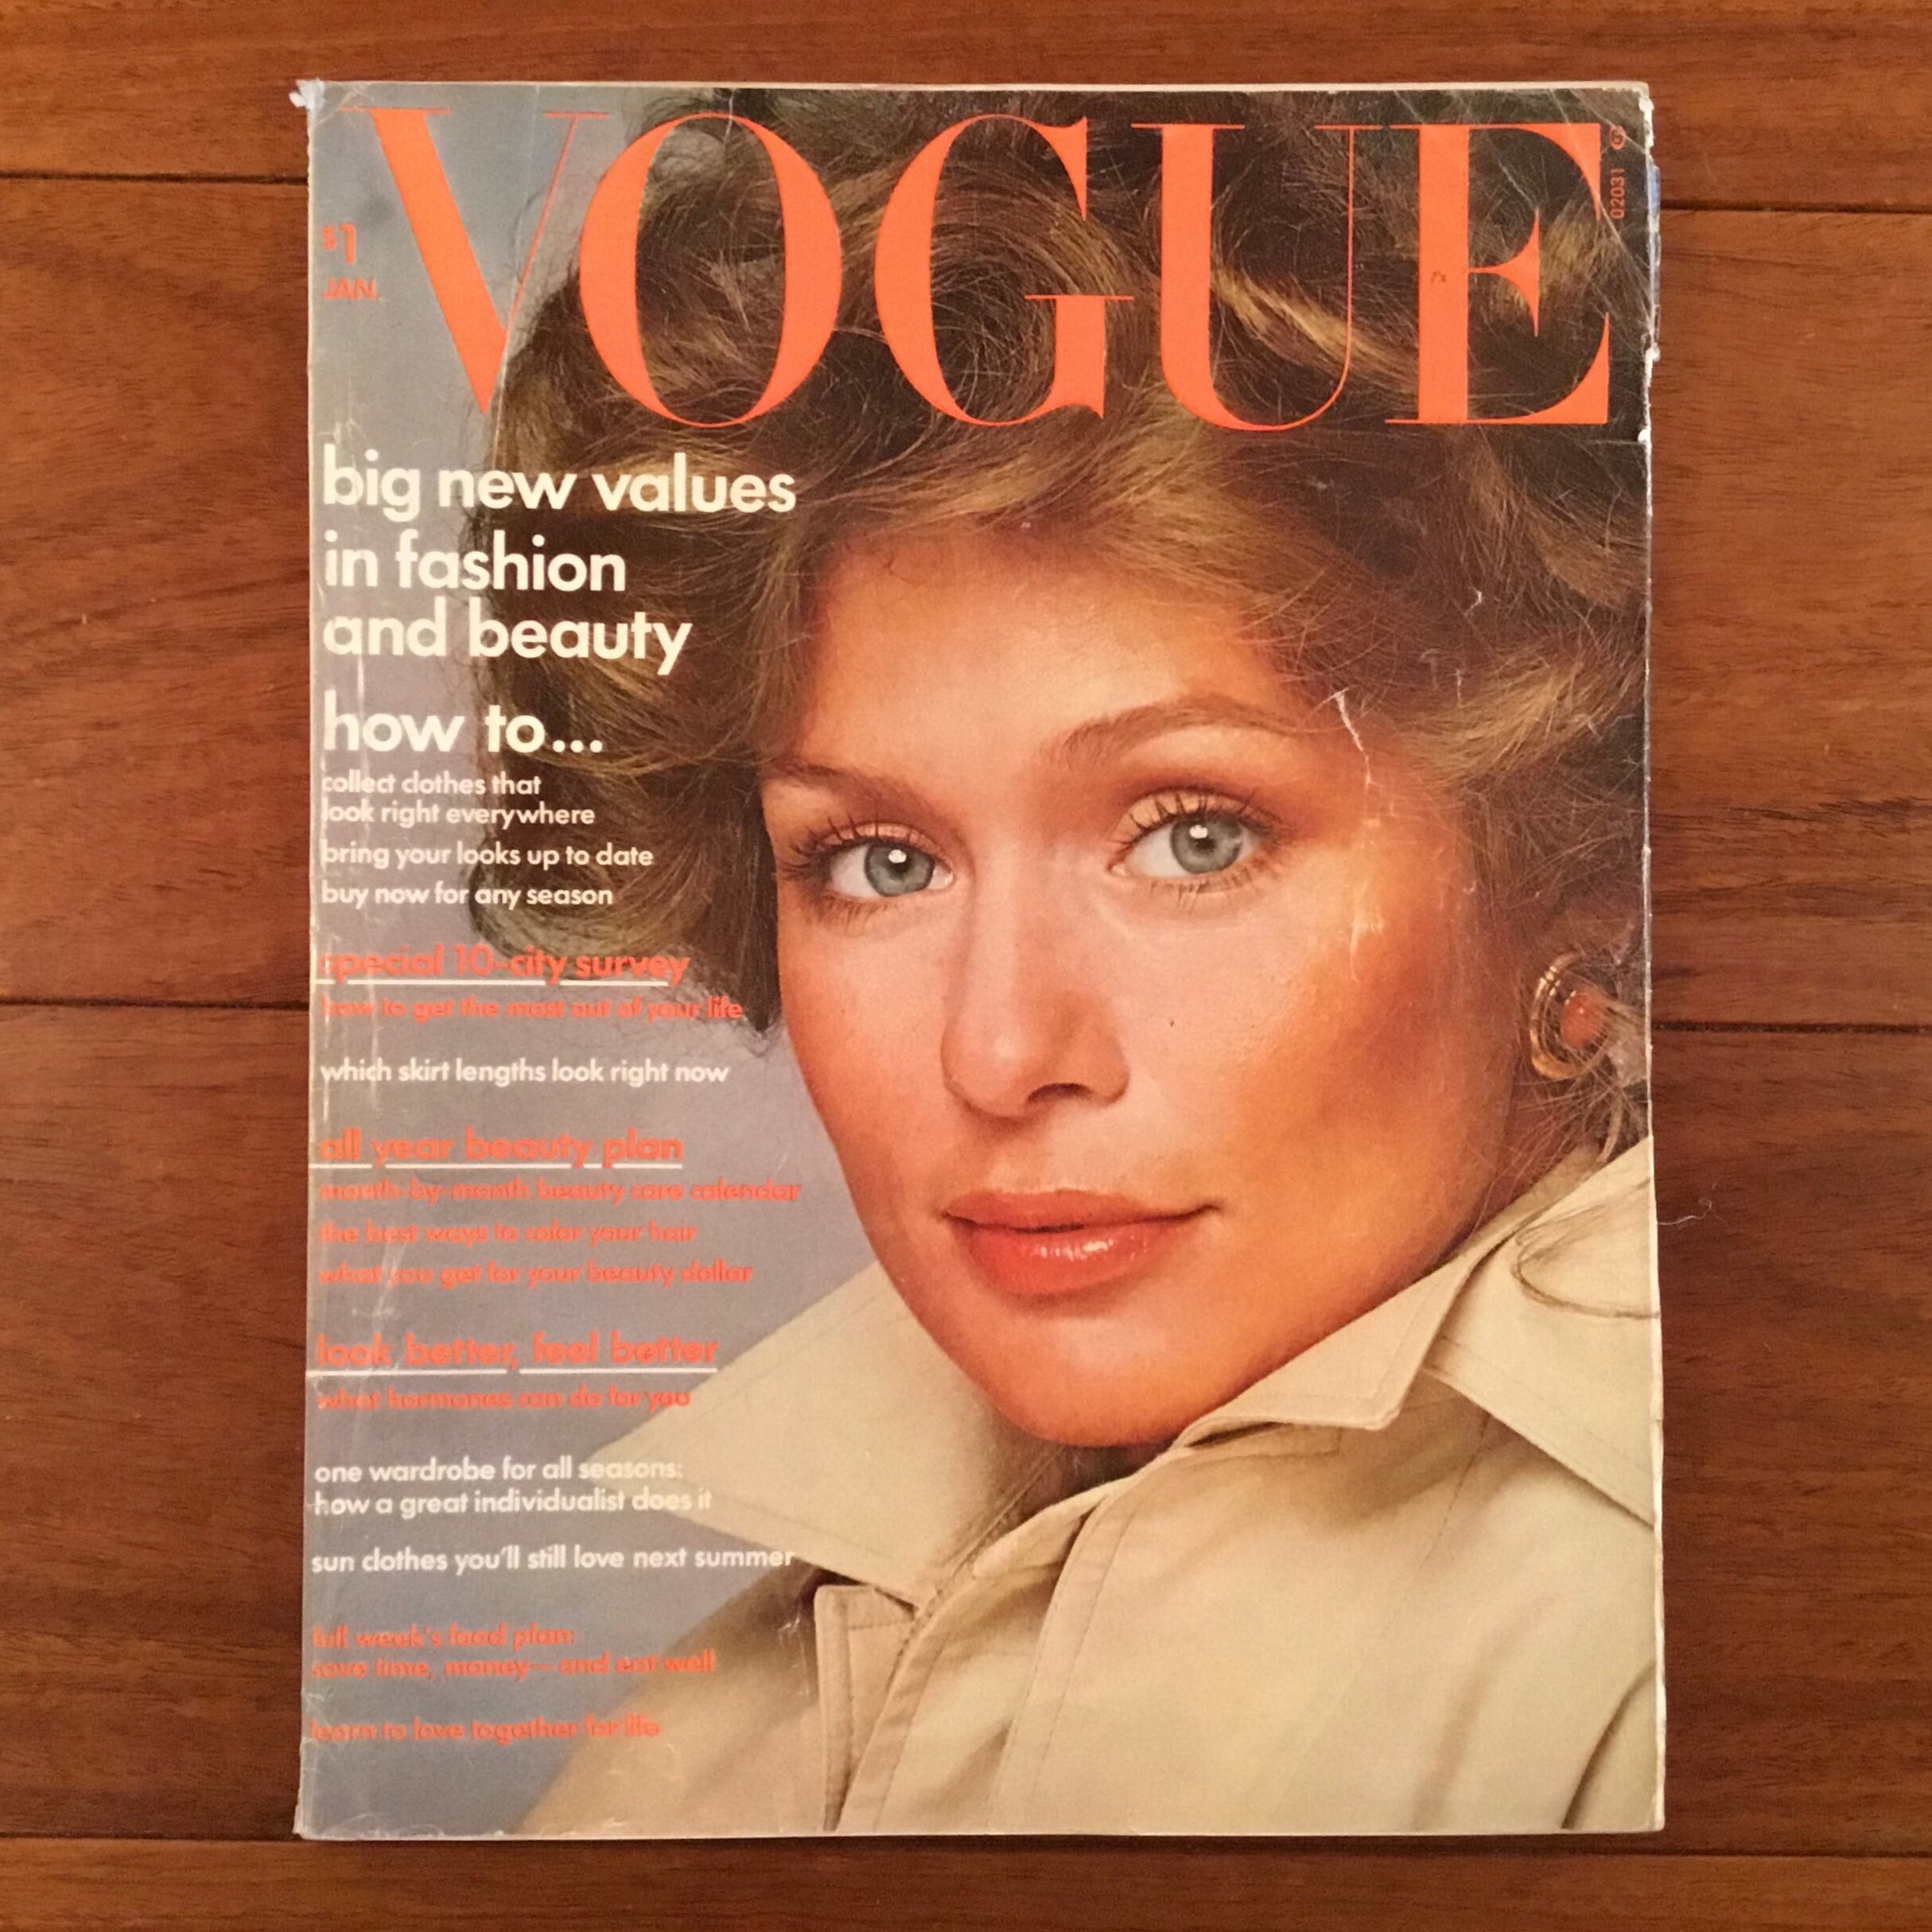 VOGUE
02031
$1
JAN.
big new values
in fashion
and beauty
how to...
collect clothes that
look right everywhere
bring your looks up to date
buy now for any season
special 10-city survey
how to get the most out of your life
which skirt lengths look right now
all year beauty plan
month-by-month beauty care calendar
the best ways to color your hair
what you get for your beauty dollar
look better, feel better
what hormones can do for you
one wardrobe for all seasons:
how a great individualist does it
sun clothes you'll still love next summer
full week's food plan:
save time, money—and eat well
learn to love together for life